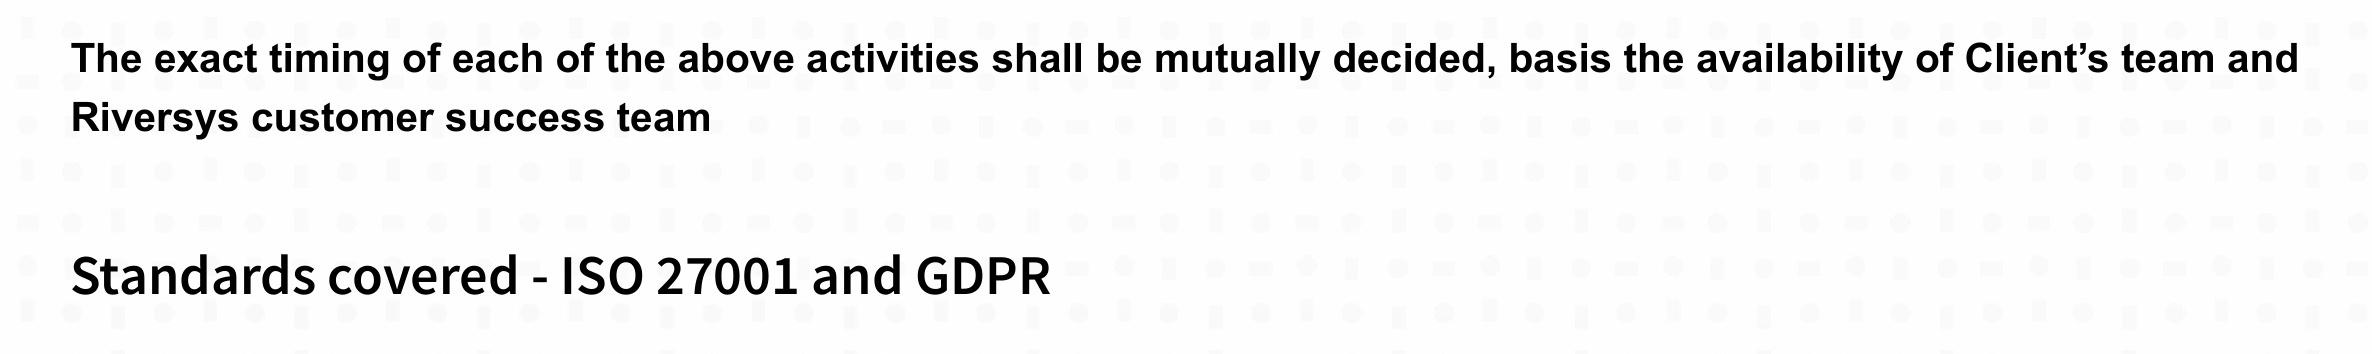 The exact timing of each of the above activities shall be mutually decided, basis the availability of Client’s team and
Riversys customer success team
Standards covered - ISO 27001 and GDPR